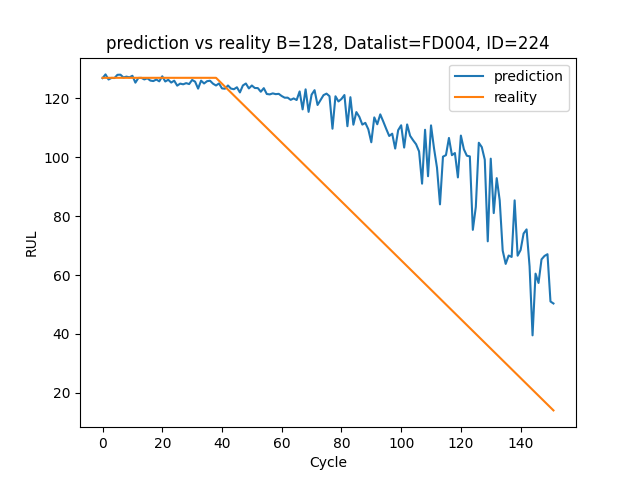 prediction vs reality B=128, Datalist=FD004, ID=224
prediction
reality
RUL
120
100
80
60
40
20
0 20 40 60 80 100 120 140
Cycle